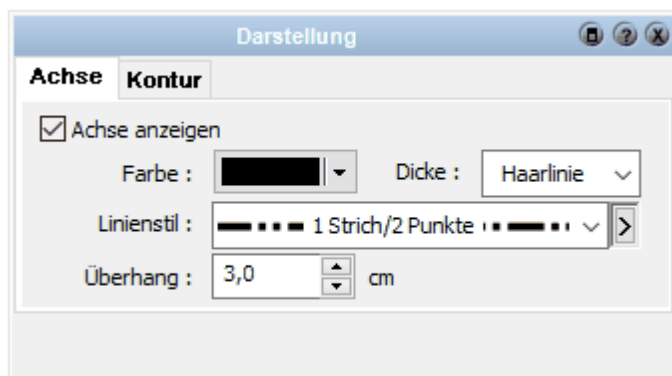 Darstellung
Achse Kontur
Achse anzeigen
Farbe : Dicke : Haarlinie
Linienstil : 1 Strich/2 Punkte
Überhang : 3,0 cm